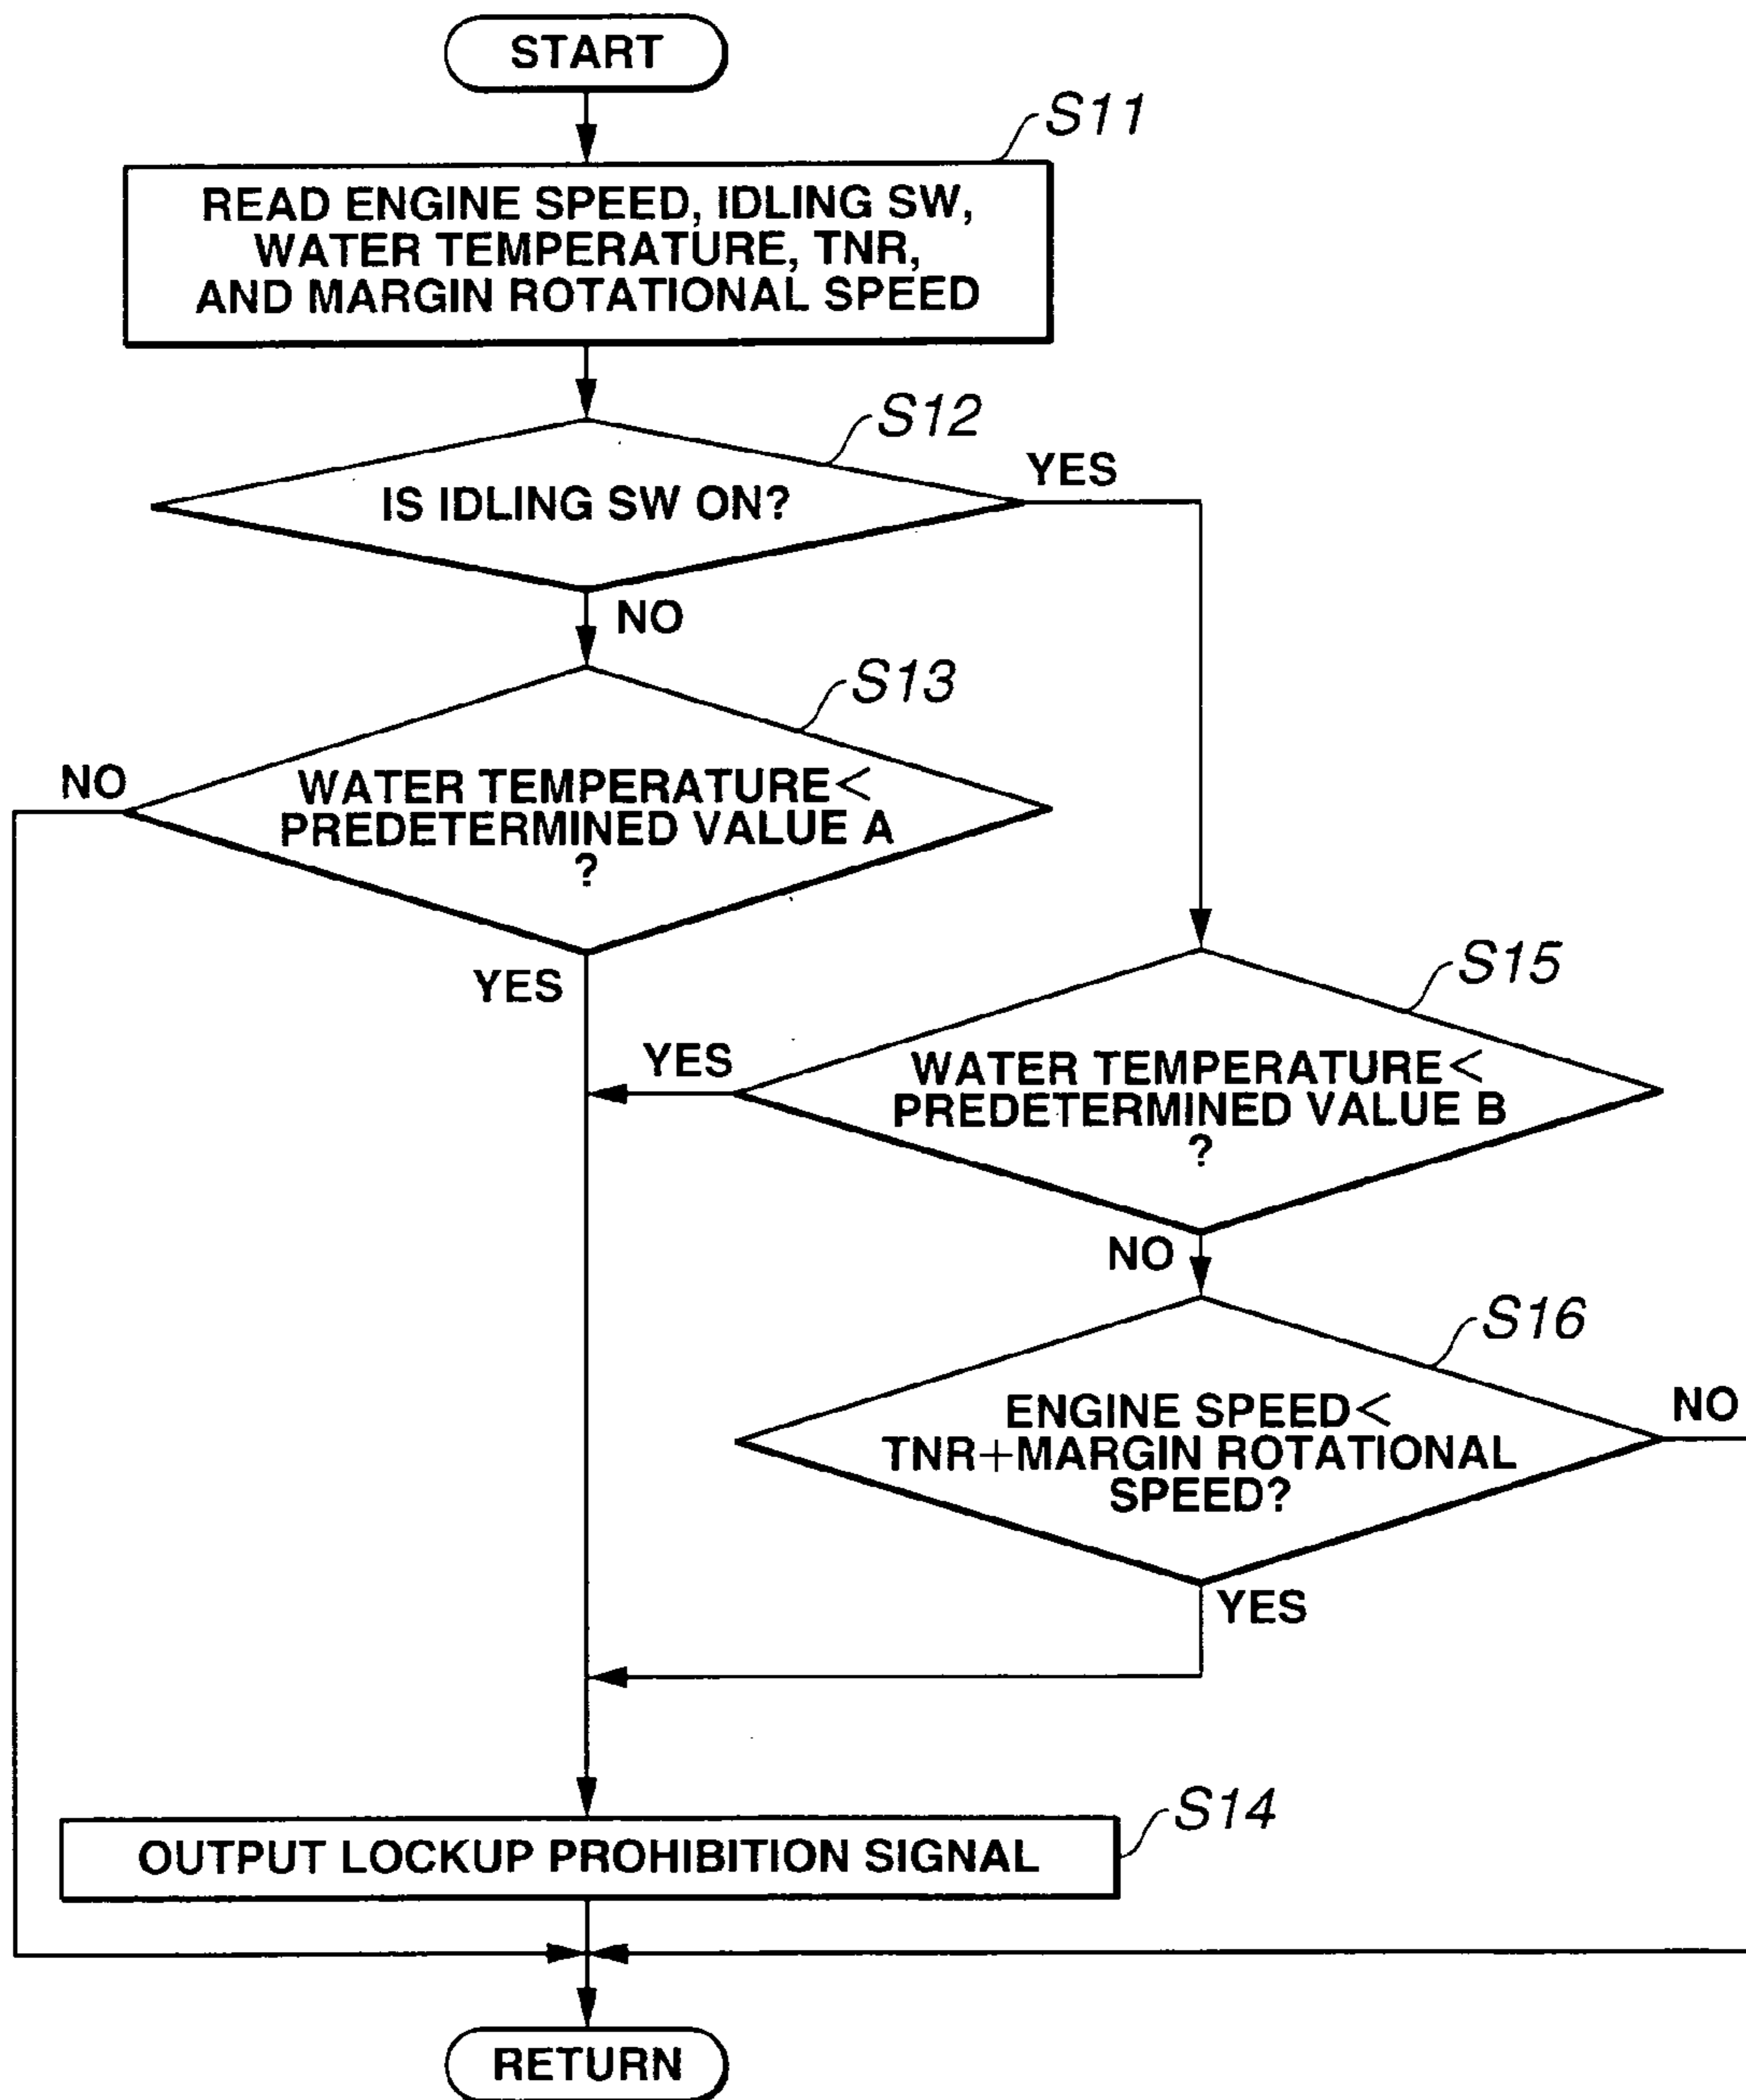 START
S11
READ ENGINE SPEED, IDLING SW,
WATER TEMPERATURE, TNR,
AND MARGIN ROTATIONAL SPEED
S12
IS IDLING SW ON?
YES
NO
S13
NO
WATER TEMPERATURE<
PREDETERMINED VALUE A
?
YES
S15
YES
WATER TEMPERATURE<
PREDETERMINED VALUE B
?
NO
S16
ENGINE SPEED<
TNR+MARGIN ROTATIONAL
SPEED?
NO
YES
S14
OUTPUT LOCKUP PROHIBITION SIGNAL
RETURN